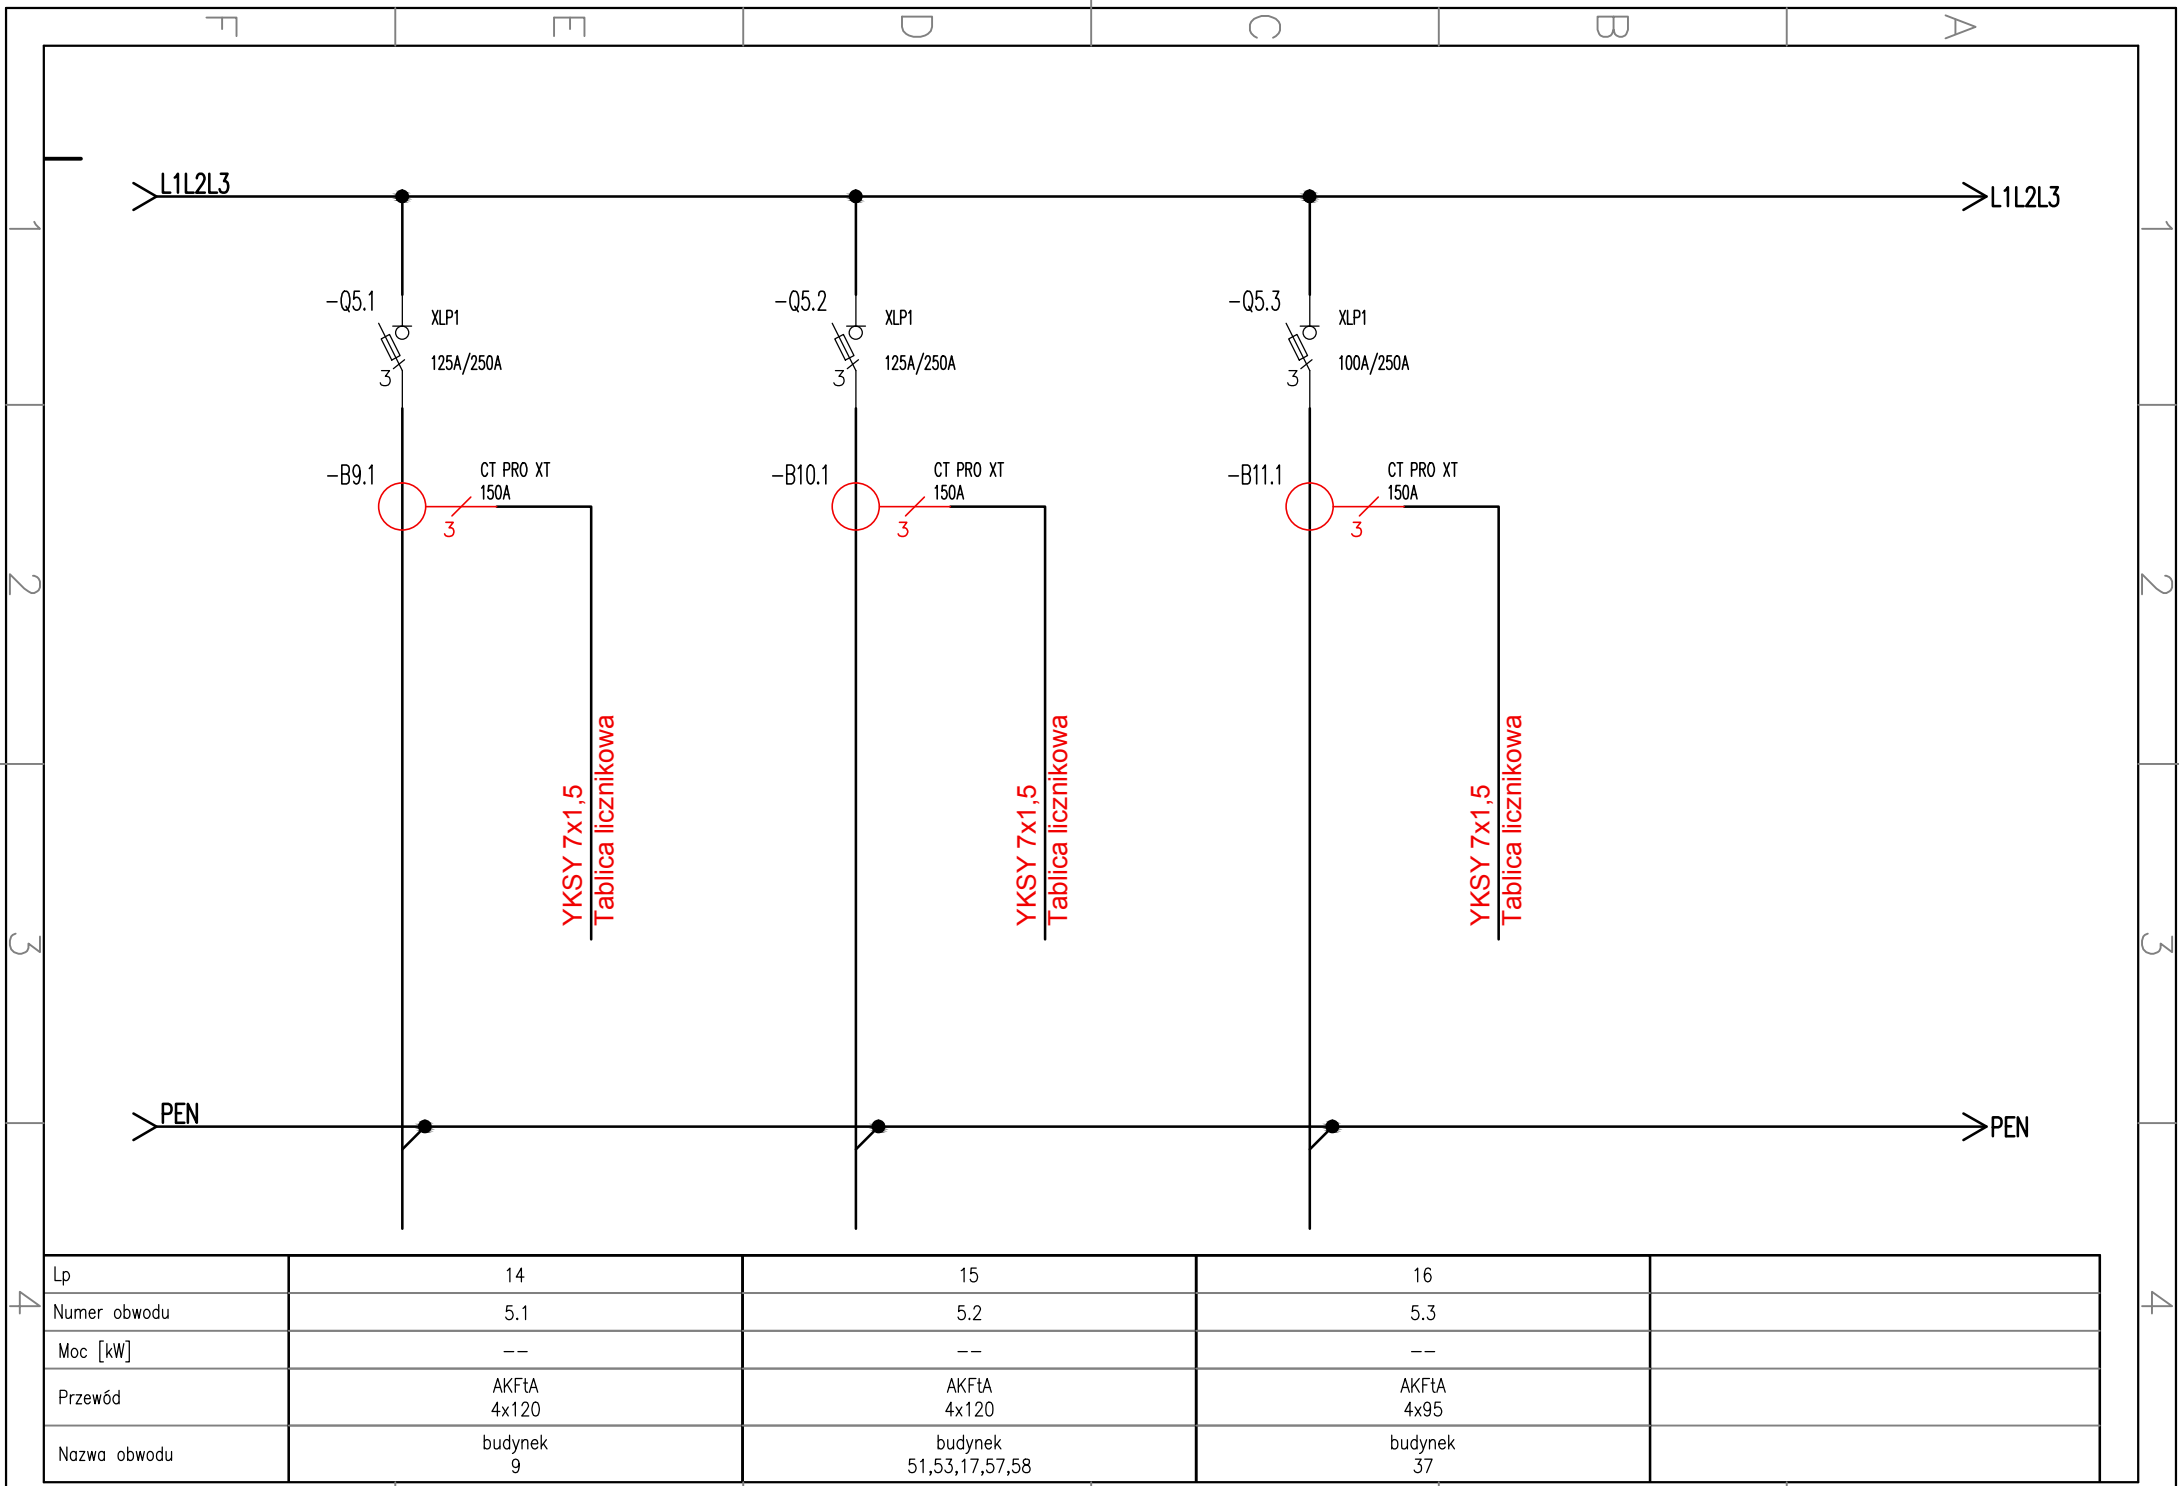 F E D C B A
L1L2L3
L1L2L3
1
1
-Q5.1
XLP1
125A/250A
3
-Q5.2
XLP1
125A/250A
3
-Q5.3
XLP1
100A/250A
3
-B9.1
CT PRO XT
150A
3
-B10.1
CT PRO XT
150A
3
-B11.1
CT PRO XT
150A
3
2
2
YKSY 7x1,5
Tablica licznikowa
YKSY 7x1,5
Tablica licznikowa
YKSY 7x1,5
Tablica licznikowa
3
3
PEN
PEN
Lp 14 15 16
Numer obwodu 5.1 5.2 5.3
4
4
Moc [kW] -- -- --
Przewód
AKFtA
4x120
AKFtA
4x120
AKFtA
4x95
Nazwa obwodu
budynek
9
budynek
51,53,17,57,58
budynek
37